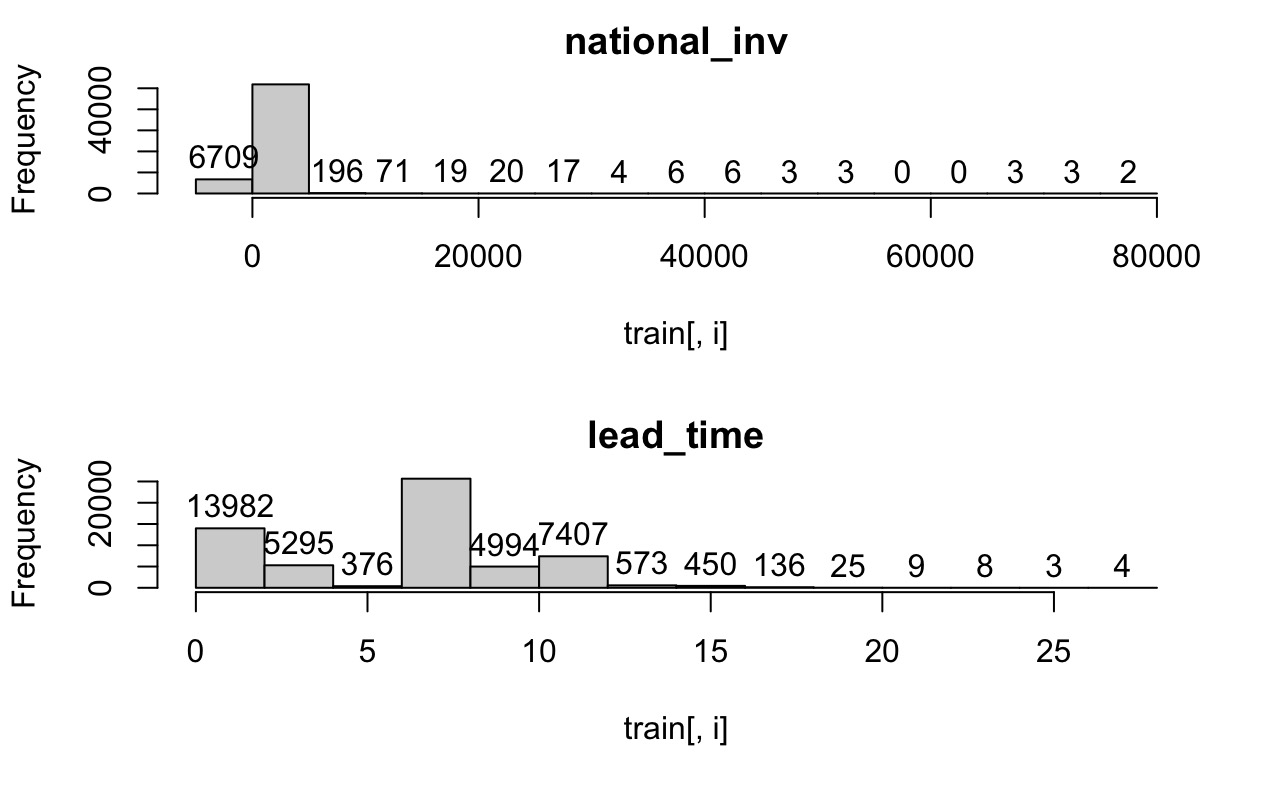 national_inv
Frequency
40000
0
6709 196 71 19 20 17 4 6 6 3 3 0 0 3 3 2
0 20000 40000 60000 80000
train[, i]
lead_time
Frequency
20000
0
13982 5295 376 4994 7407 573 450 136 25 9 8 3 4
0 5 10 15 20 25
train[, i]